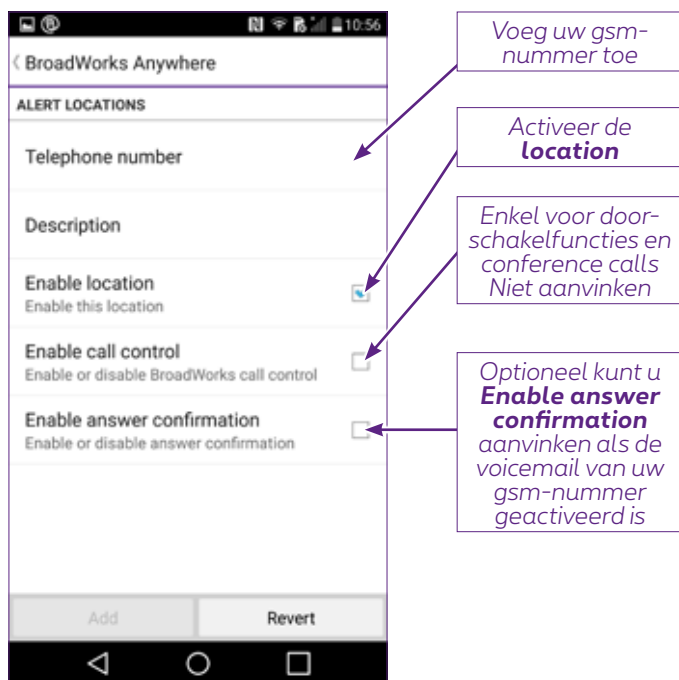 10:56
BroadWorks Anywhere
ALERT LOCATIONS
Telephone number
Description
Enable location
Enable this location
Enable call control
Enable or disable BroadWorks call control
Enable answer confirmation
Enable or disable answer confirmation
Add
Revert
Voeg uw gsm-
nummer toe
Activeer de
location
Enkel voor door-
schakelfuncties en
conference calls
Niet aanvinken
Optioneel kunt u
Enable answer
confirmation
aanvinken als de
voicemail van uw
gsm-nummer
geactiveerd is